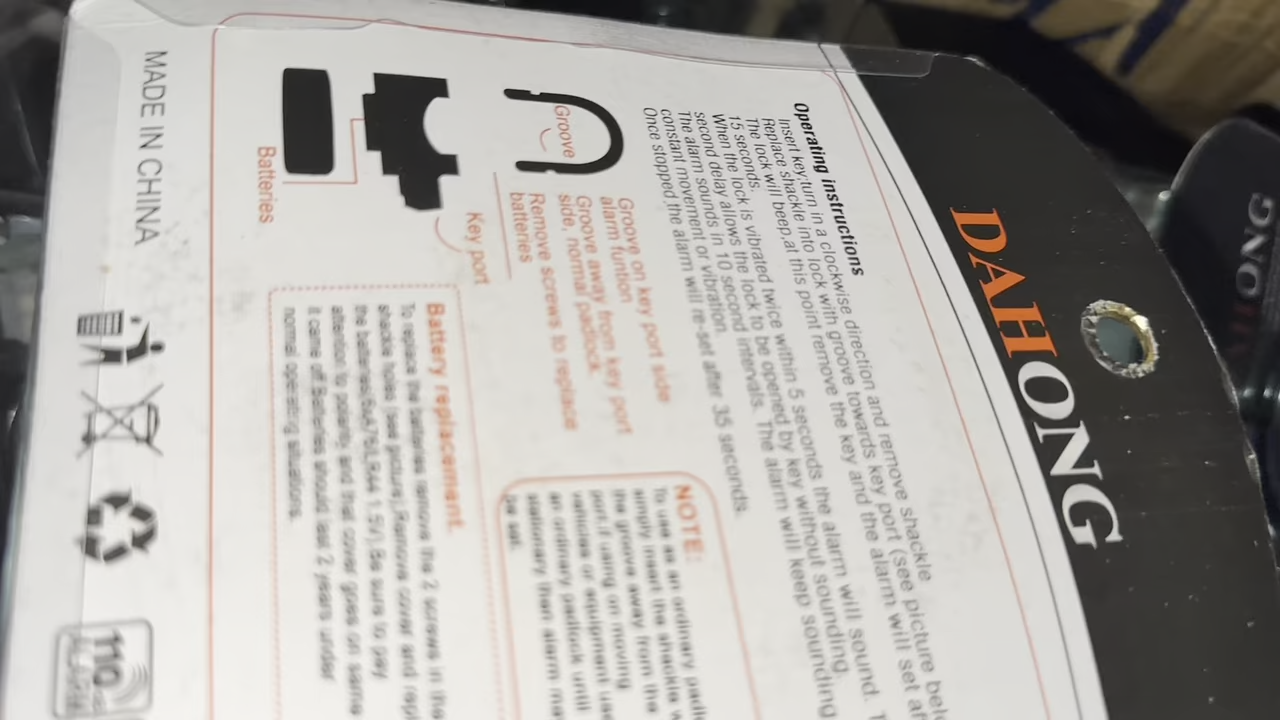 DAHONG
Operating instructions
Insert key,turn in a clockwise direction and remove shackle.
Replace shackle into lock with groove towards key port (see picture
The lock will beep,at this point remove the key and the alarm will set
15 seconds.
When the lock is vibrated twice within 5 seconds the alarm will sound.
second delay allows the lock to be opened by key without sounding.
The alarm sounds in 10 second intervals. The alarm will keep sounding
constant movement or vibration.
Once stopped,the alarm will re-set after 35 seconds.
Groove
Groove on key port side
alarm funtion
Groove away from key port
side, normal padlock.
Remove screws to replace
batteries
Key port
Batteries
NOTE:
To use as an ordinary
simply insert the shackle
the groove away from the
port.If using on moving
vehicles or equipment
an ordinary padlock until
stationary then alarm
be set.
Battery replacement.
To replace the batteries remove the 2 screws in the
shackle holes (see picture).Remove cover and
the batteries(6xA76/LR44 1.5V).Be sure to pay
attention to polarity and that cover goes on same
it came off.Batteries should last 2 years under
normal operating situations.
MADE IN CHINA
110
ALARM
DAHONG